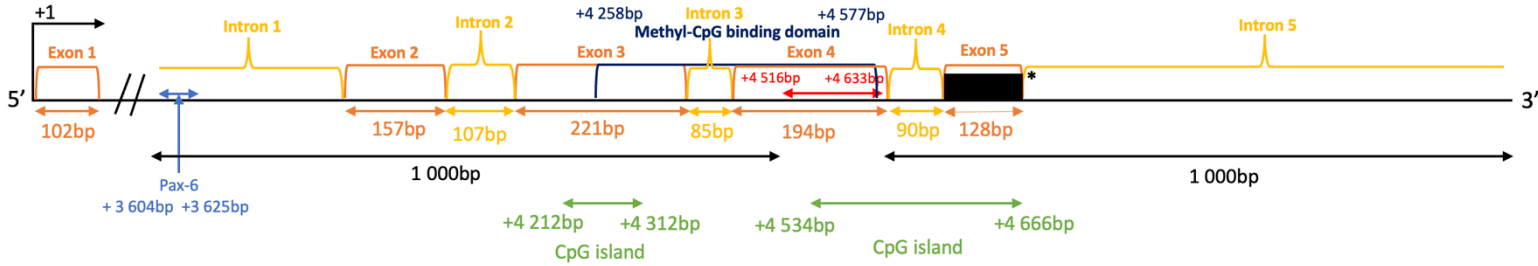 +1
+4 258bp
+4 577bp
Intron 1
Intron 2
Intron 3
Intron 4
Intron 5
Methyl-CpG binding domain
Exon 1
Exon 2
Exon 3
Exon 4
Exon 5
+4 516bp
+4 633bp
*
5’
3’
102bp
157bp
107bp
221bp
85bp
194bp
90bp
128bp
1 000bp
1 000bp
Pax-6
+ 3 604bp +3 625bp
+4 212bp
+4 312bp
+4 534bp
+4 666bp
CpG island
CpG island